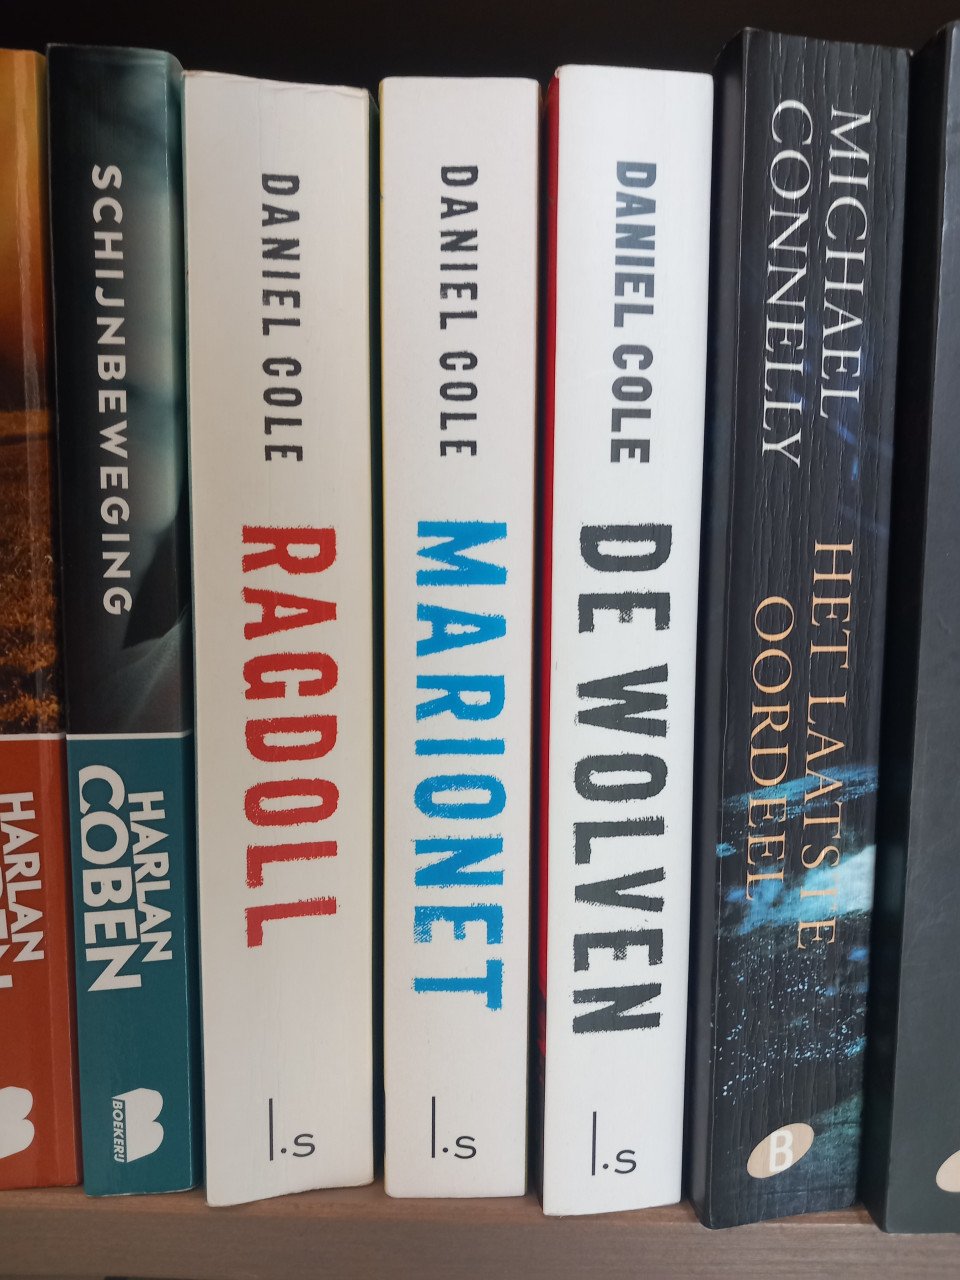 HARLAN
SCHIJNBEWEGING
HARLAN
COBEN
BOEKERIJ
DANIEL COLE
RAGDOLL
l.s
DANIEL COLE
MARIONET
l.s
DANIEL COLE
DE WOLVEN
l.s
MICHAEL
CONNELLY
HET LAATSTE
OORDEEL
B